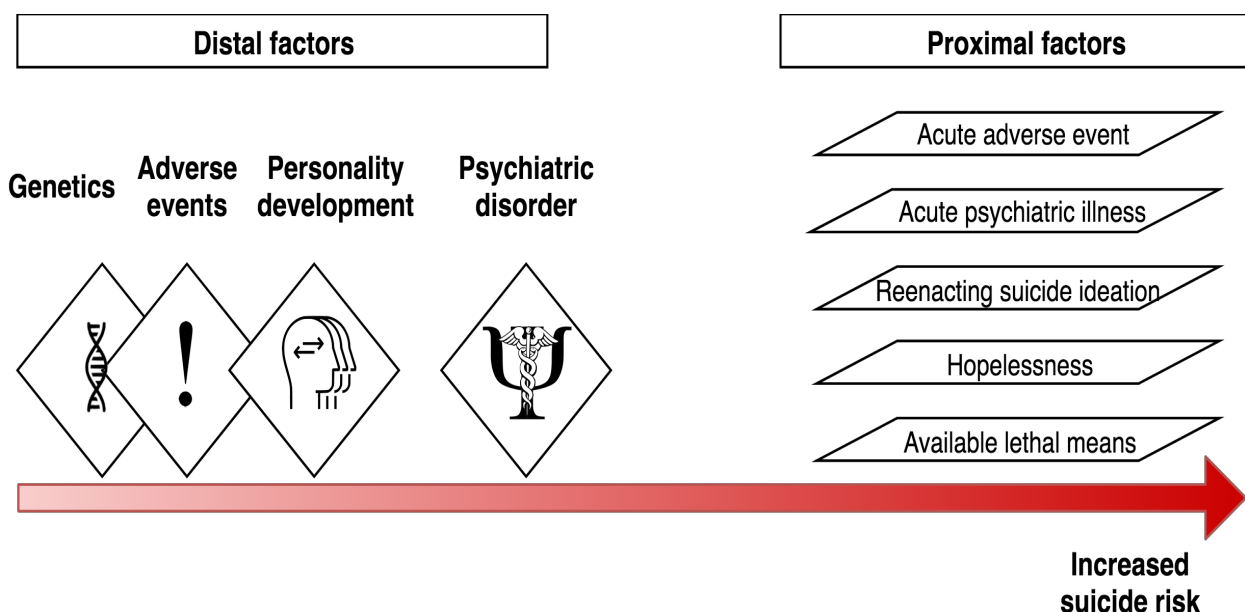 Distal factors
Proximal factors
Genetics
Adverse
events
Personality
development
Psychiatric
disorder
Acute adverse event
Acute psychiatric illness
Reenacting suicide ideation
Hopelessness
Available lethal means
Increased
suicide risk